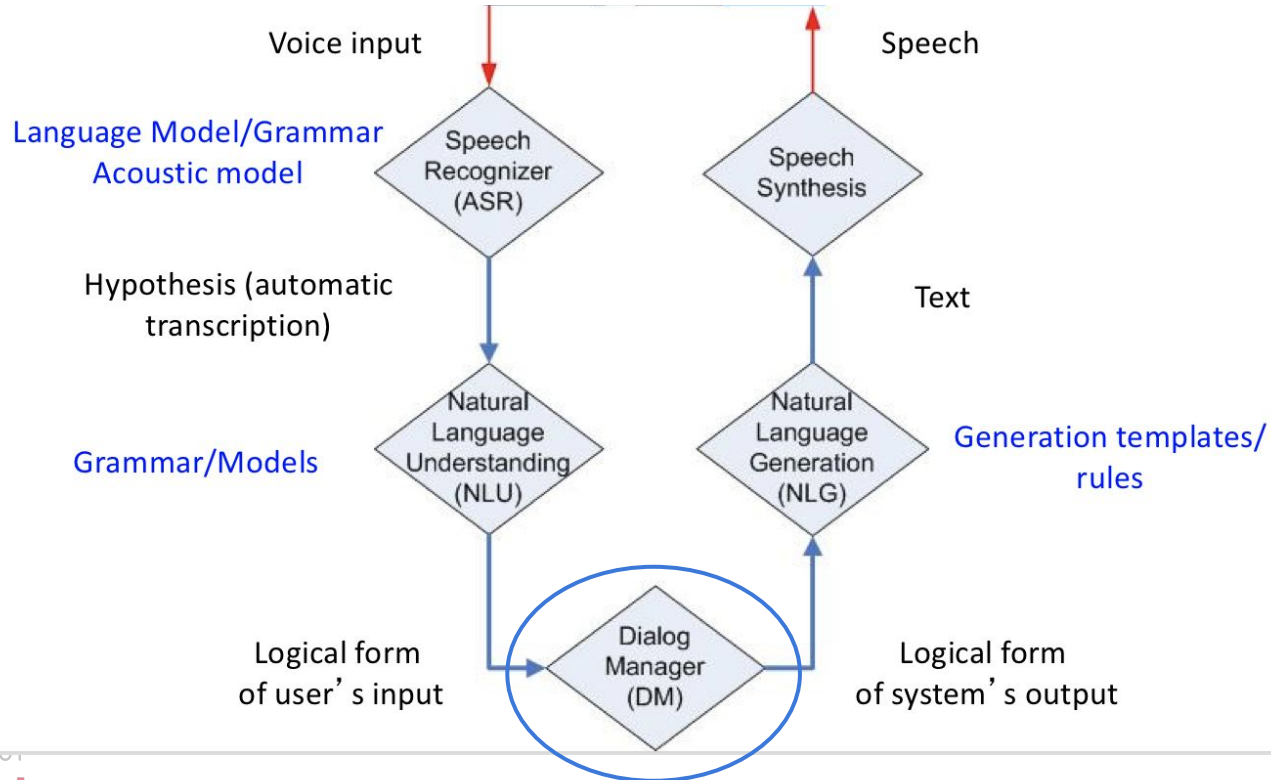 Voice input
Speech
Language Model/Grammar
Acoustic model
Speech
Recognizer
(ASR)
Speech
Synthesis
Hypothesis (automatic
transcription)
Text
Natural
Language
Understanding
(NLU)
Natural
Language
Generation
(NLG)
Grammar/Models
Generation templates/
rules
Logical form
of user’s input
Dialog
Manager
(DM)
Logical form
of system’s output